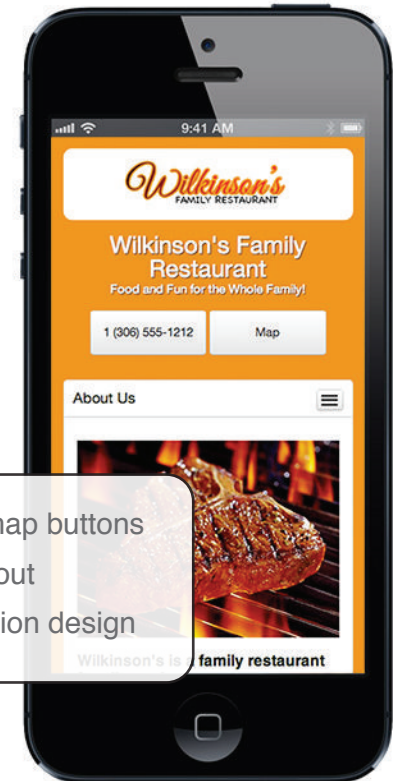 9:41 AM
Wilkinson's
FAMILY RESTAURANT
Wilkinson's Family
Restaurant
Food and Fun for the Whole Family!
1 (306) 555-1212
Map
About Us
map buttons
out
ion design
Wilkinson's is a family restaurant